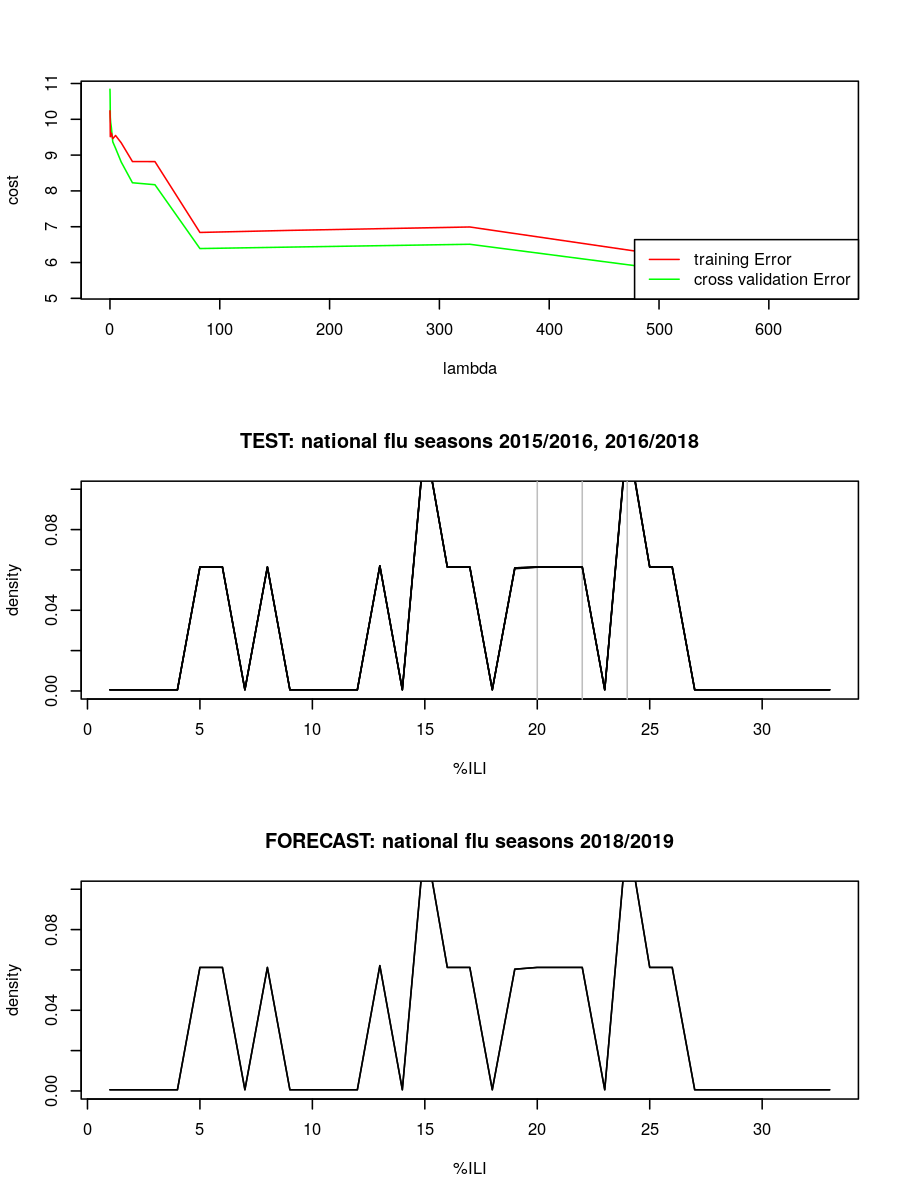 11
10
9
8
7
6
5
cost
training Error
cross validation Error
0 100 200 300 400 500 600
lambda
TEST: national flu seasons 2015/2016, 2016/2018
0.08
0.04
0.00
density
0 5 10 15 20 25 30
%ILI
FORECAST: national flu seasons 2018/2019
0.08
0.04
0.00
density
0 5 10 15 20 25 30
%ILI